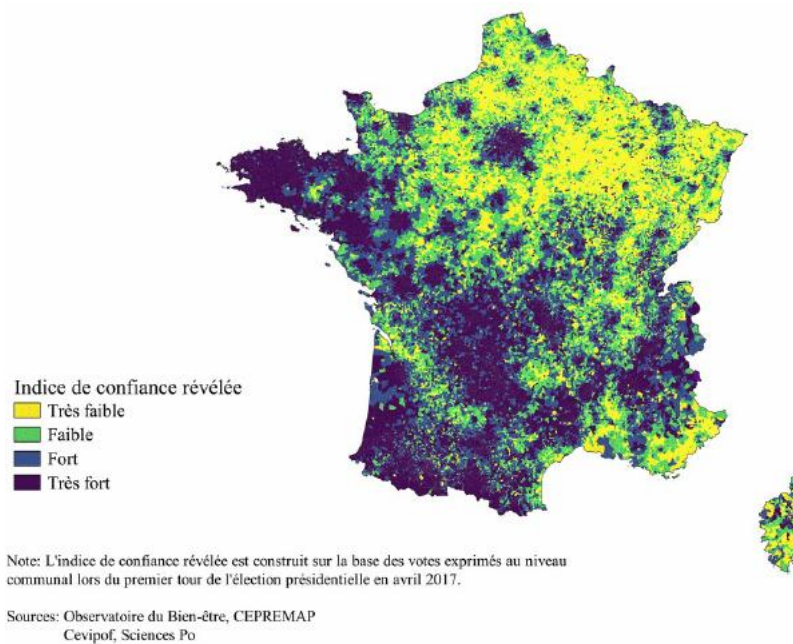 Indice de confiance révélée
Très faible
Faible
Fort
Très fort
Note: L'indice de confiance révélée est construit sur la base des votes exprimés au niveau
communal lors du premier tour de l'élection présidentielle en avril 2017.
Sources: Observatoire du Bien-être, CEPREMAP
Cevipof, Sciences Po